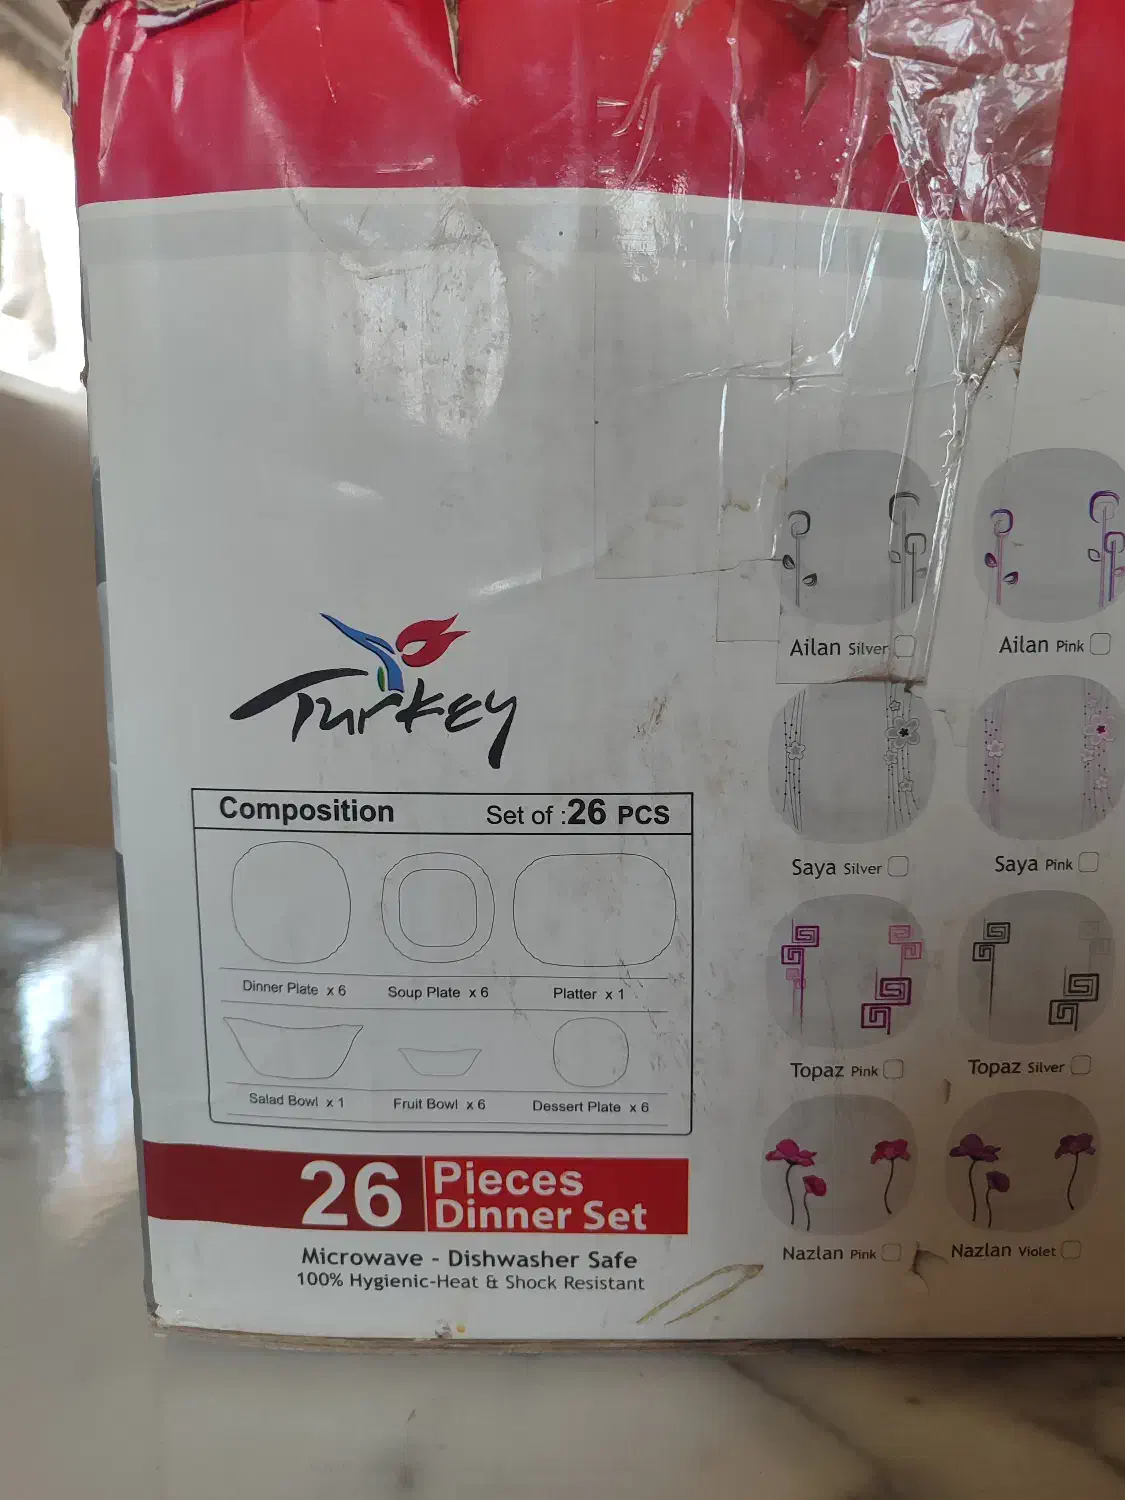 Turkey
Composition Set of :26 PCS
Dinner Plate x 6 Soup Plate x 6 Platter x 1
Salad Bowl x 1 Fruit Bowl x 6 Dessert Plate x 6
26 Pieces
Dinner Set
Microwave - Dishwasher Safe
100% Hygienic-Heat & Shock Resistant
Ailan Silver Ailan Pink
Saya Silver Saya Pink
Topaz Pink Topaz Silver
Nazlan Pink Nazlan Violet